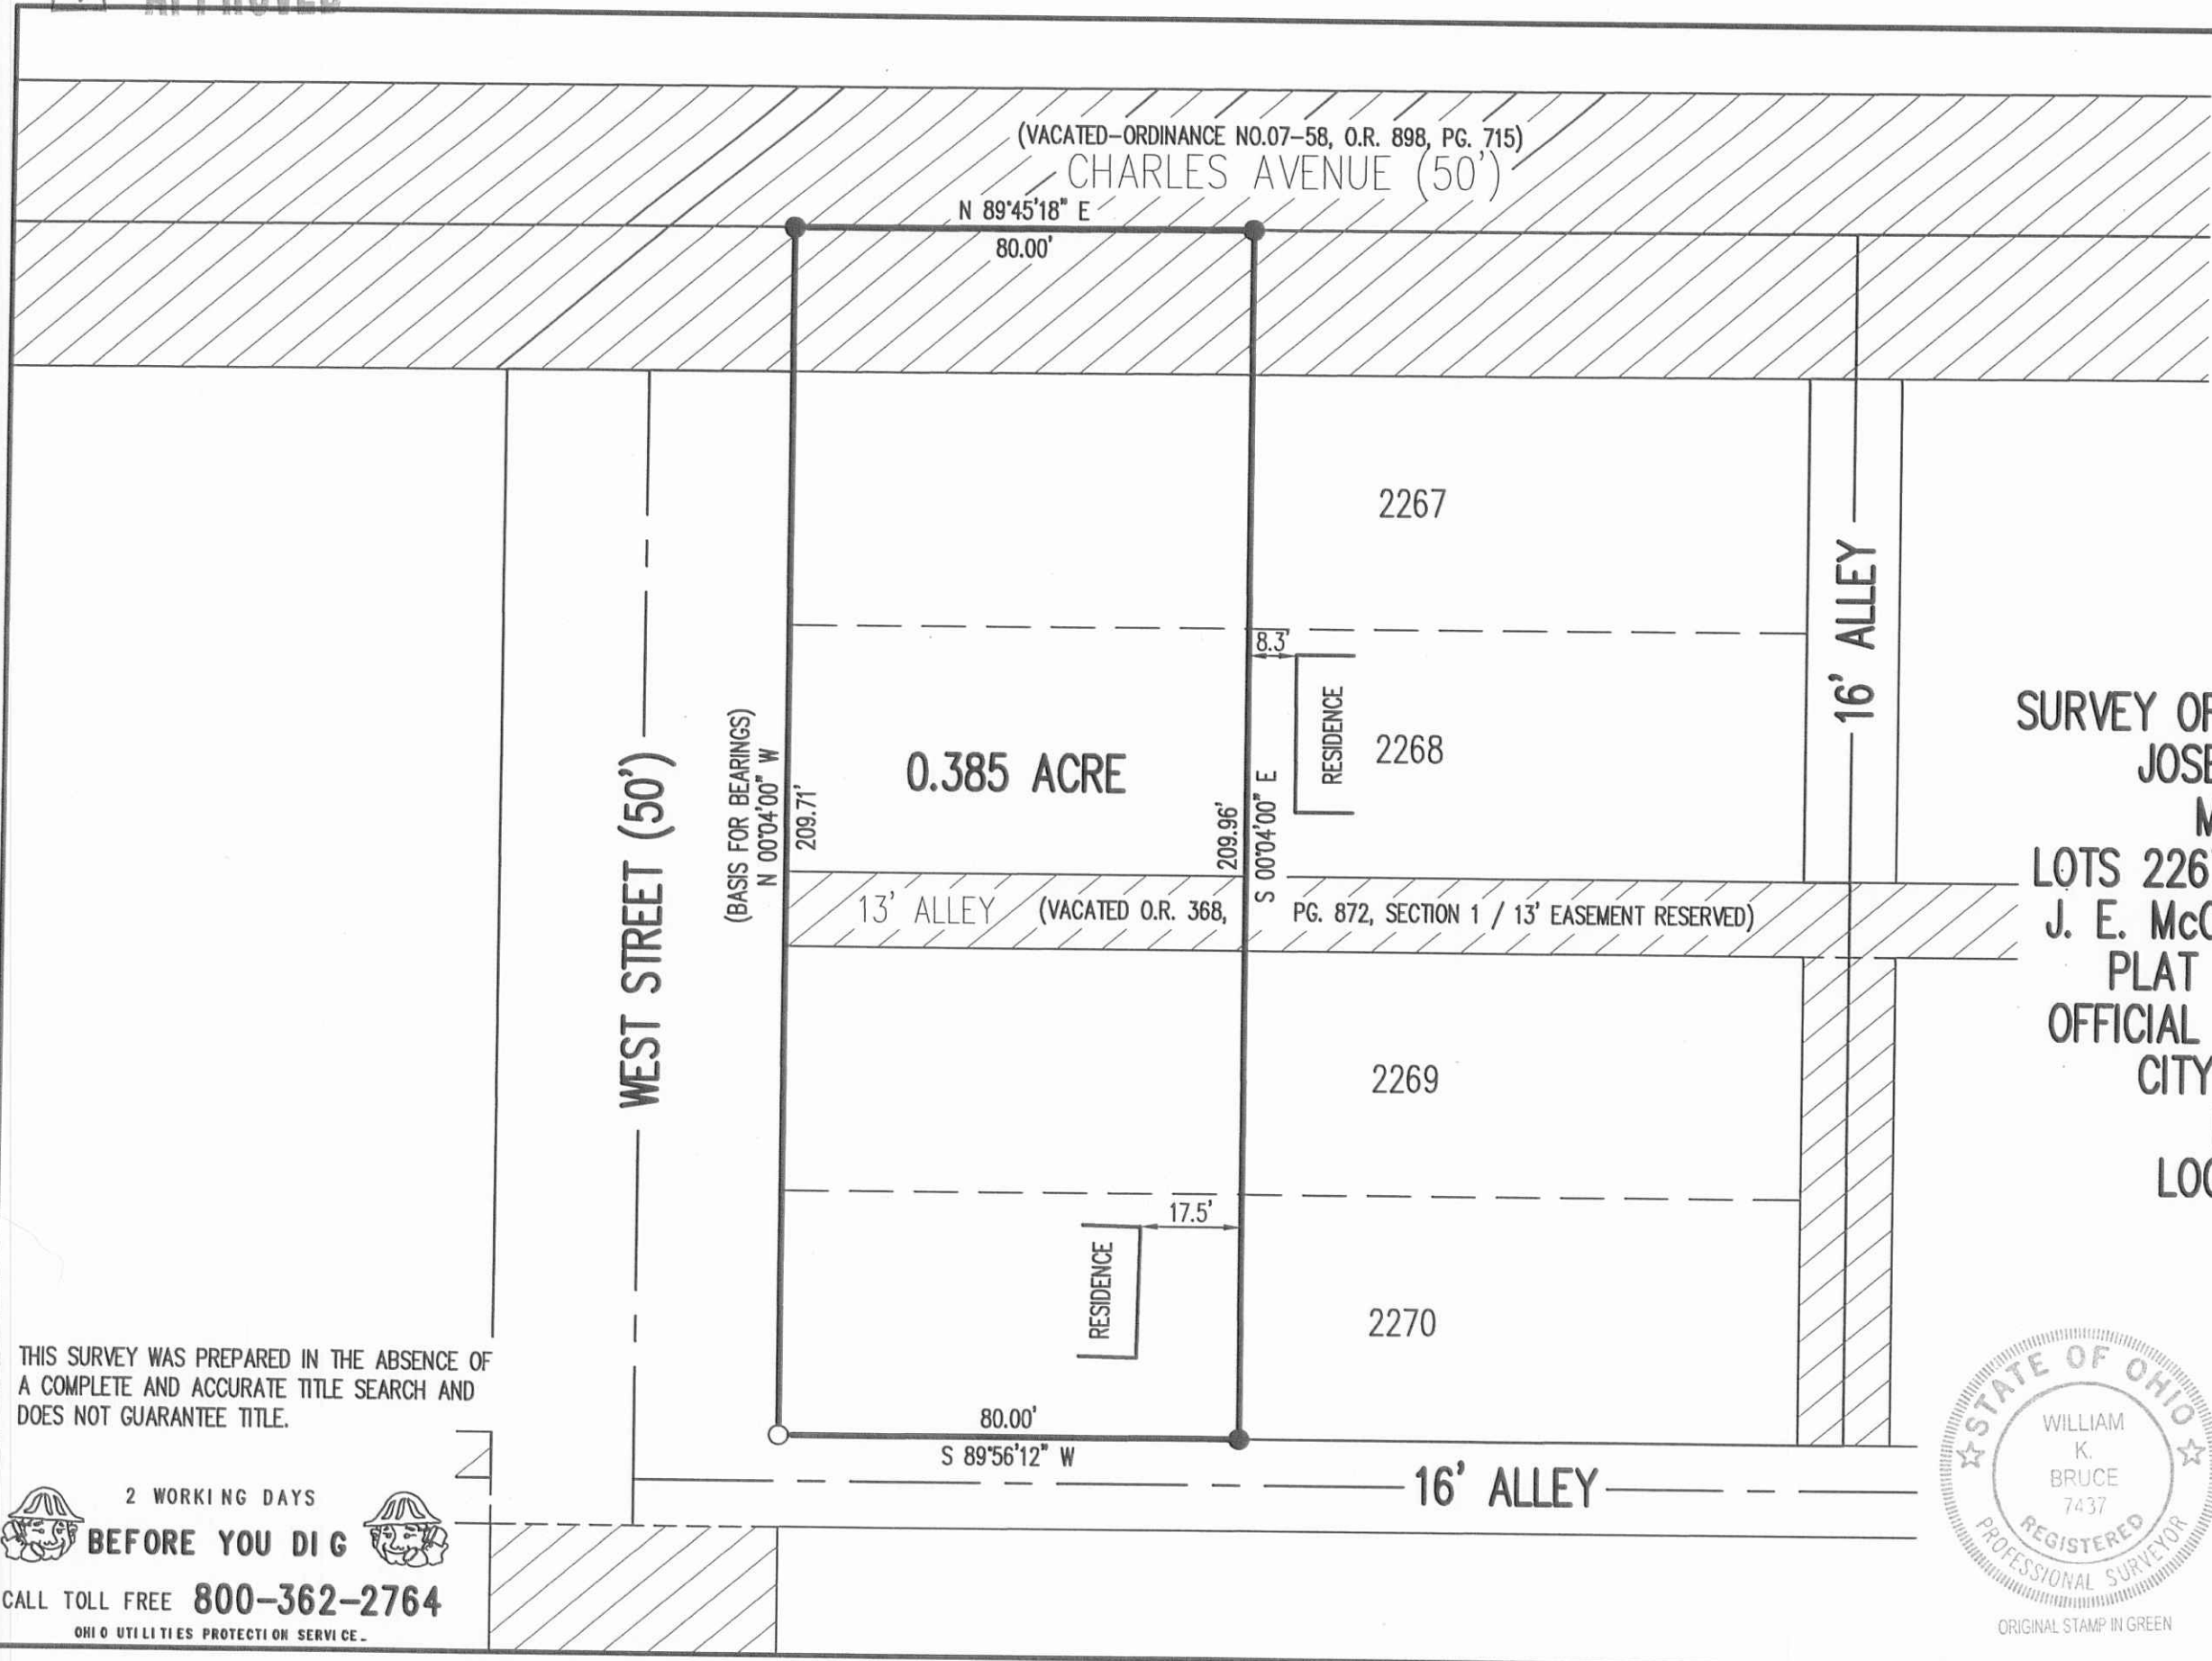 APPROVED
(VACATED-ORDINANCE NO.07-58, O.R. 898, PG. 715)
CHARLES AVENUE (50')
N 89°45'18" E
80.00'
2267
16' ALLEY
8.3'
RESIDENCE
2268
0.385 ACRE
WEST STREET (50')
(BASIS FOR BEARINGS)
N 00°04'00" W
209.71'
209.96'
S 00°04'00" E
13' ALLEY (VACATED O.R. 368, PG. 872, SECTION 1 / 13' EASEMENT RESERVED)
2269
17.5'
RESIDENCE
2270
80.00'
S 89°56'12" W
16' ALLEY
SURVEY OF
JOSE
M
LOTS 226
J. E. McC
PLAT
OFFICIAL
CITY
LOC
THIS SURVEY WAS PREPARED IN THE ABSENCE OF
A COMPLETE AND ACCURATE TITLE SEARCH AND
DOES NOT GUARANTEE TITLE.
2 WORKING DAYS
BEFORE YOU DIG
CALL TOLL FREE 800-362-2764
OHIO UTILITIES PROTECTION SERVICE.
STATE OF OHIO
WILLIAM
K.
BRUCE
7437
REGISTERED
PROFESSIONAL SURVEYOR
ORIGINAL STAMP IN GREEN